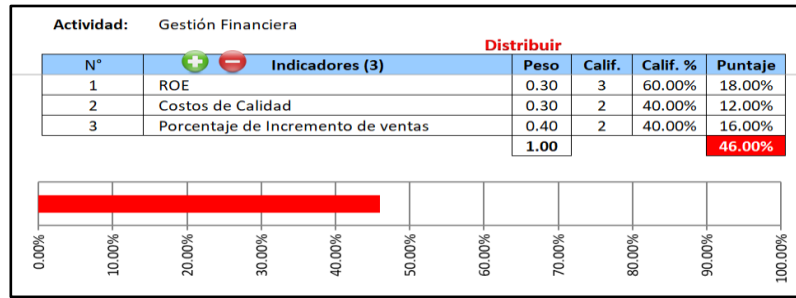 Actividad: Gestión Financiera
Distribuir
N° Indicadores (3) Peso Calif. Calif. % Puntaje
1 ROE 0.30 3 60.00% 18.00%
2 Costos de Calidad 0.30 2 40.00% 12.00%
3 Porcentaje de Incremento de ventas 0.40 2 40.00% 16.00%
1.00 46.00%
0.00% 10.00% 20.00% 30.00% 40.00% 50.00% 60.00% 70.00% 80.00% 90.00% 100.00%